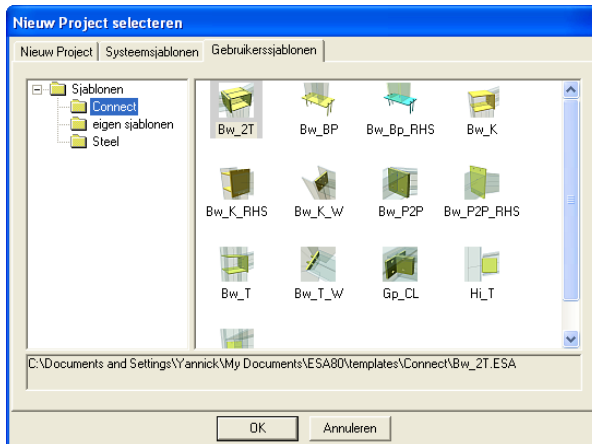 Nieuw Project selecteren
Nieuw Project Systeemsjablonen Gebruikerssjablonen
Sjablonen
Connect
eigen sjablonen
Steel
Bw_2T Bw_BP Bw_Bp_RHS Bw_K
Bw_K_RHS Bw_K_W Bw_P2P Bw_P2P_RHS
Bw_T Bw_T_W Gp_CL Hi_T
C:\Documents and Settings\Yannick\My Documents\ESA80\templates\Connect\Bw_2T.ESA
OK Annuleren